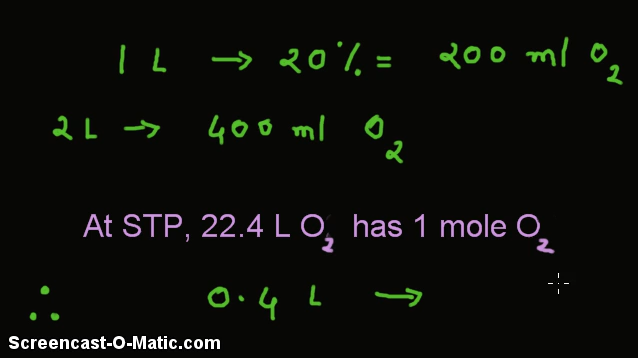 1 L → 20% = 200 ml O₂
2L → 400 ml O₂
At STP, 22.4 L O₂ has 1 mole O₂
∴ 0.4 L →
Screencast-O-Matic.com